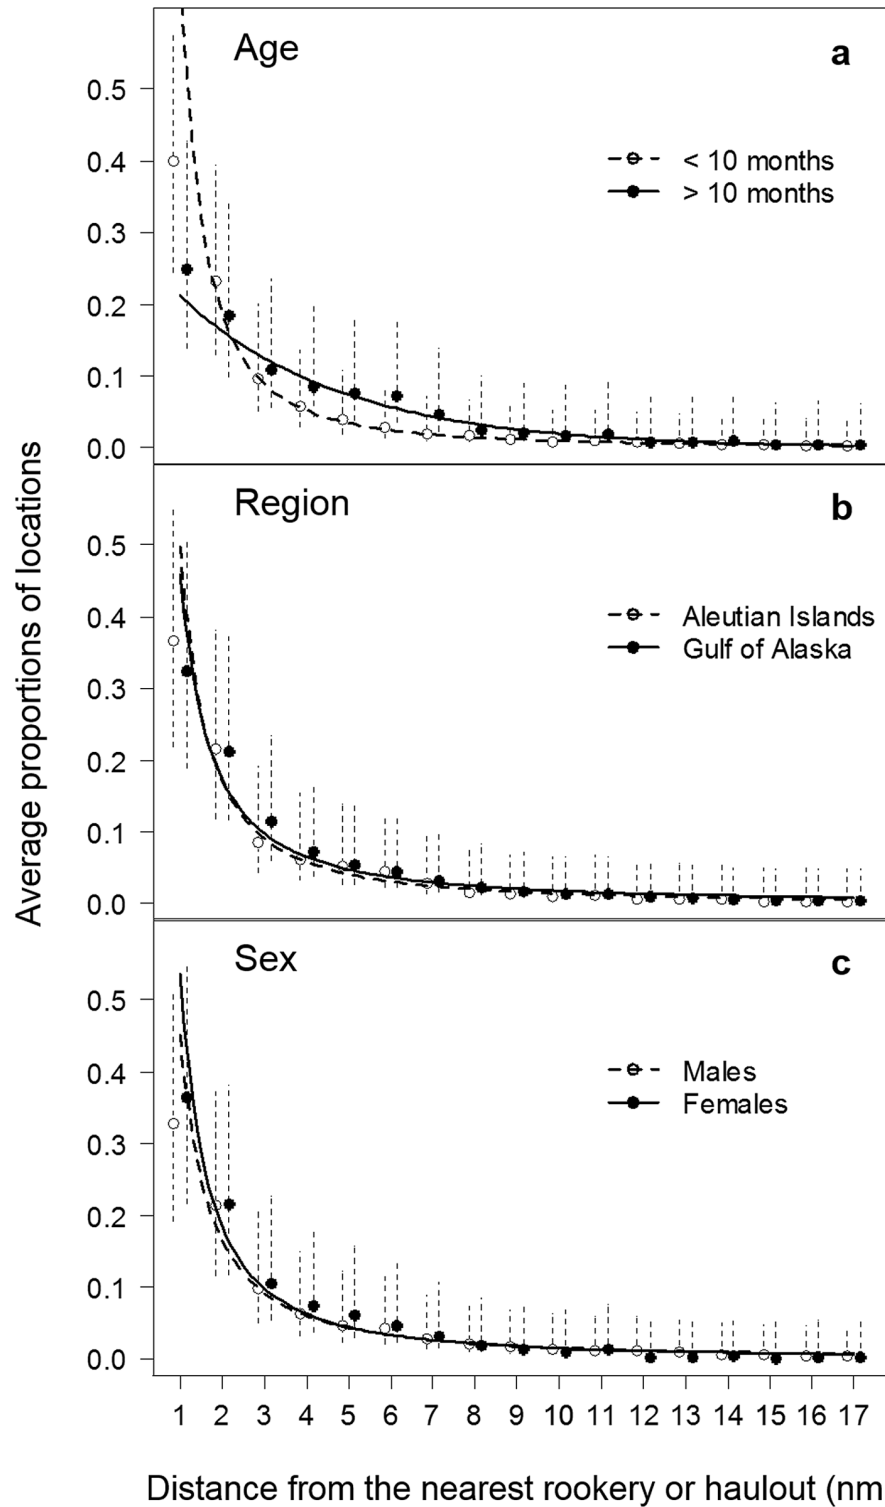 Age
a
0.5
0.4
0.3
0.2
0.1
0.0
< 10 months
> 10 months
Region
b
0.5
0.4
0.3
0.2
0.1
0.0
Aleutian Islands
Gulf of Alaska
Sex
c
0.5
0.4
0.3
0.2
0.1
0.0
Males
Females
Average proportions of locations
1 2 3 4 5 6 7 8 9 10 11 12 13 14 15 16 17
Distance from the nearest rookery or haulout (nm